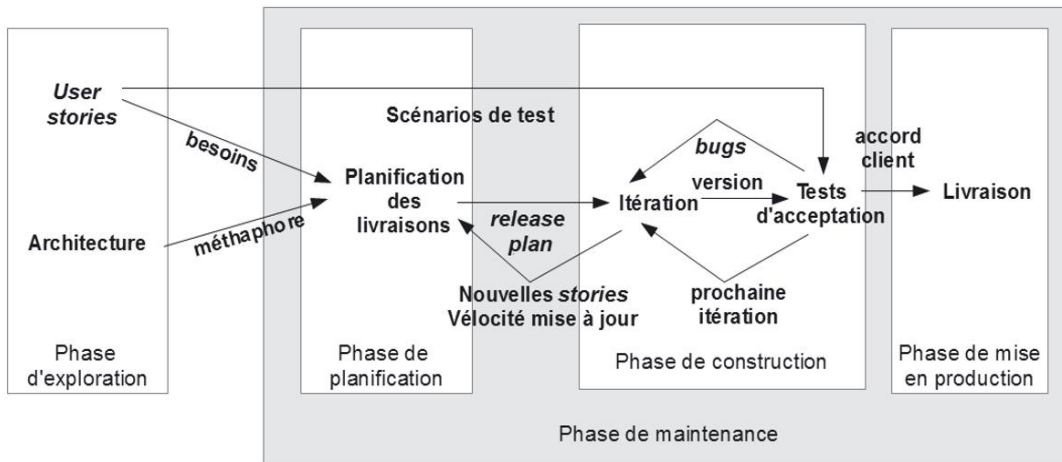 User
stories
Scénarios de test
besoins
bugs
accord
client
Planification
des
livraisons
version
Itération
Tests
d'acceptation
Livraison
Architecture
méthaphore
release
plan
Nouvelles stories
Vélocité mise à jour
prochaine
itération
Phase
d'exploration
Phase de
planification
Phase de construction
Phase de mise
en production
Phase de maintenance